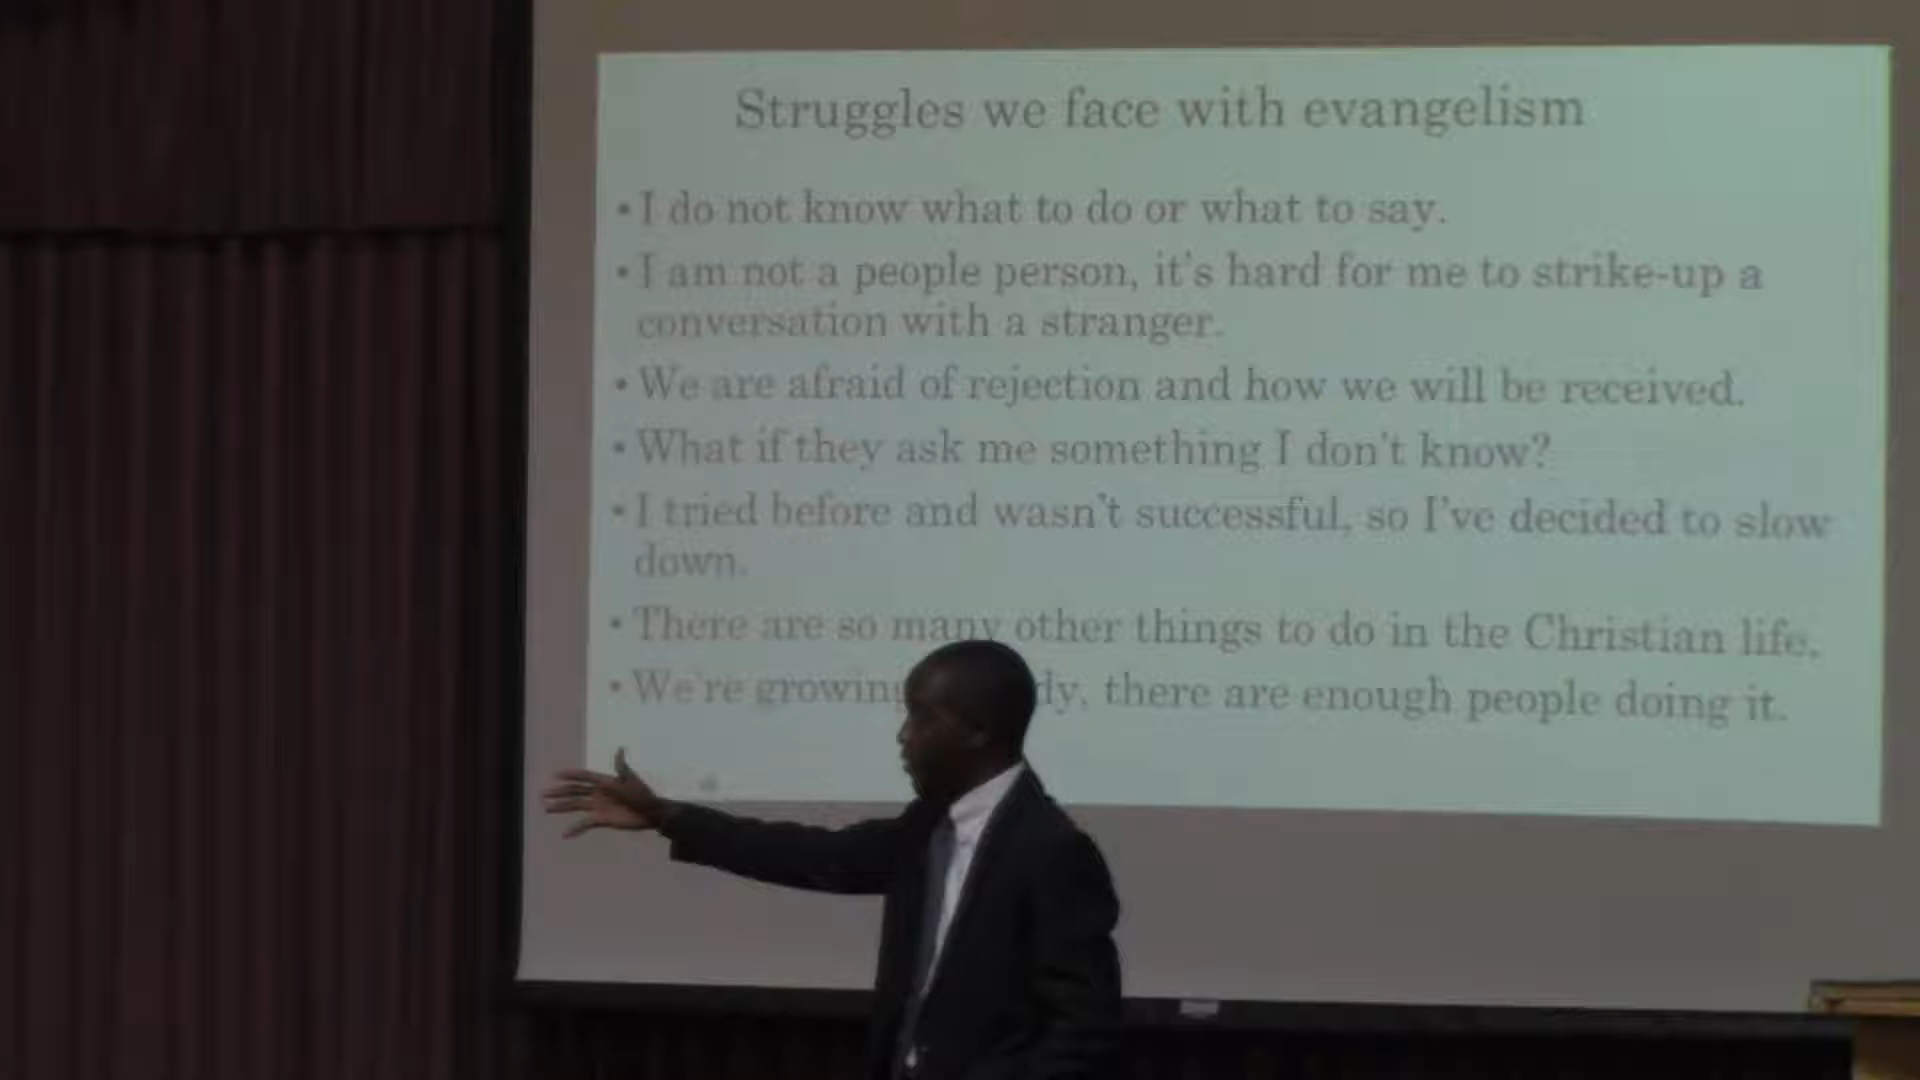 Struggles we face with evangelism
• I do not know what to do or what to say.
• I am not a people person, it's hard for me to strike-up a
conversation with a stranger.
• We are afraid of rejection and how we will be received.
• What if they ask me something I don't know?
• I tried before and wasn't successful, so I've decided to slow
down.
• There are so many other things to do in the Christian life.
• We're growing there are enough people doing it.